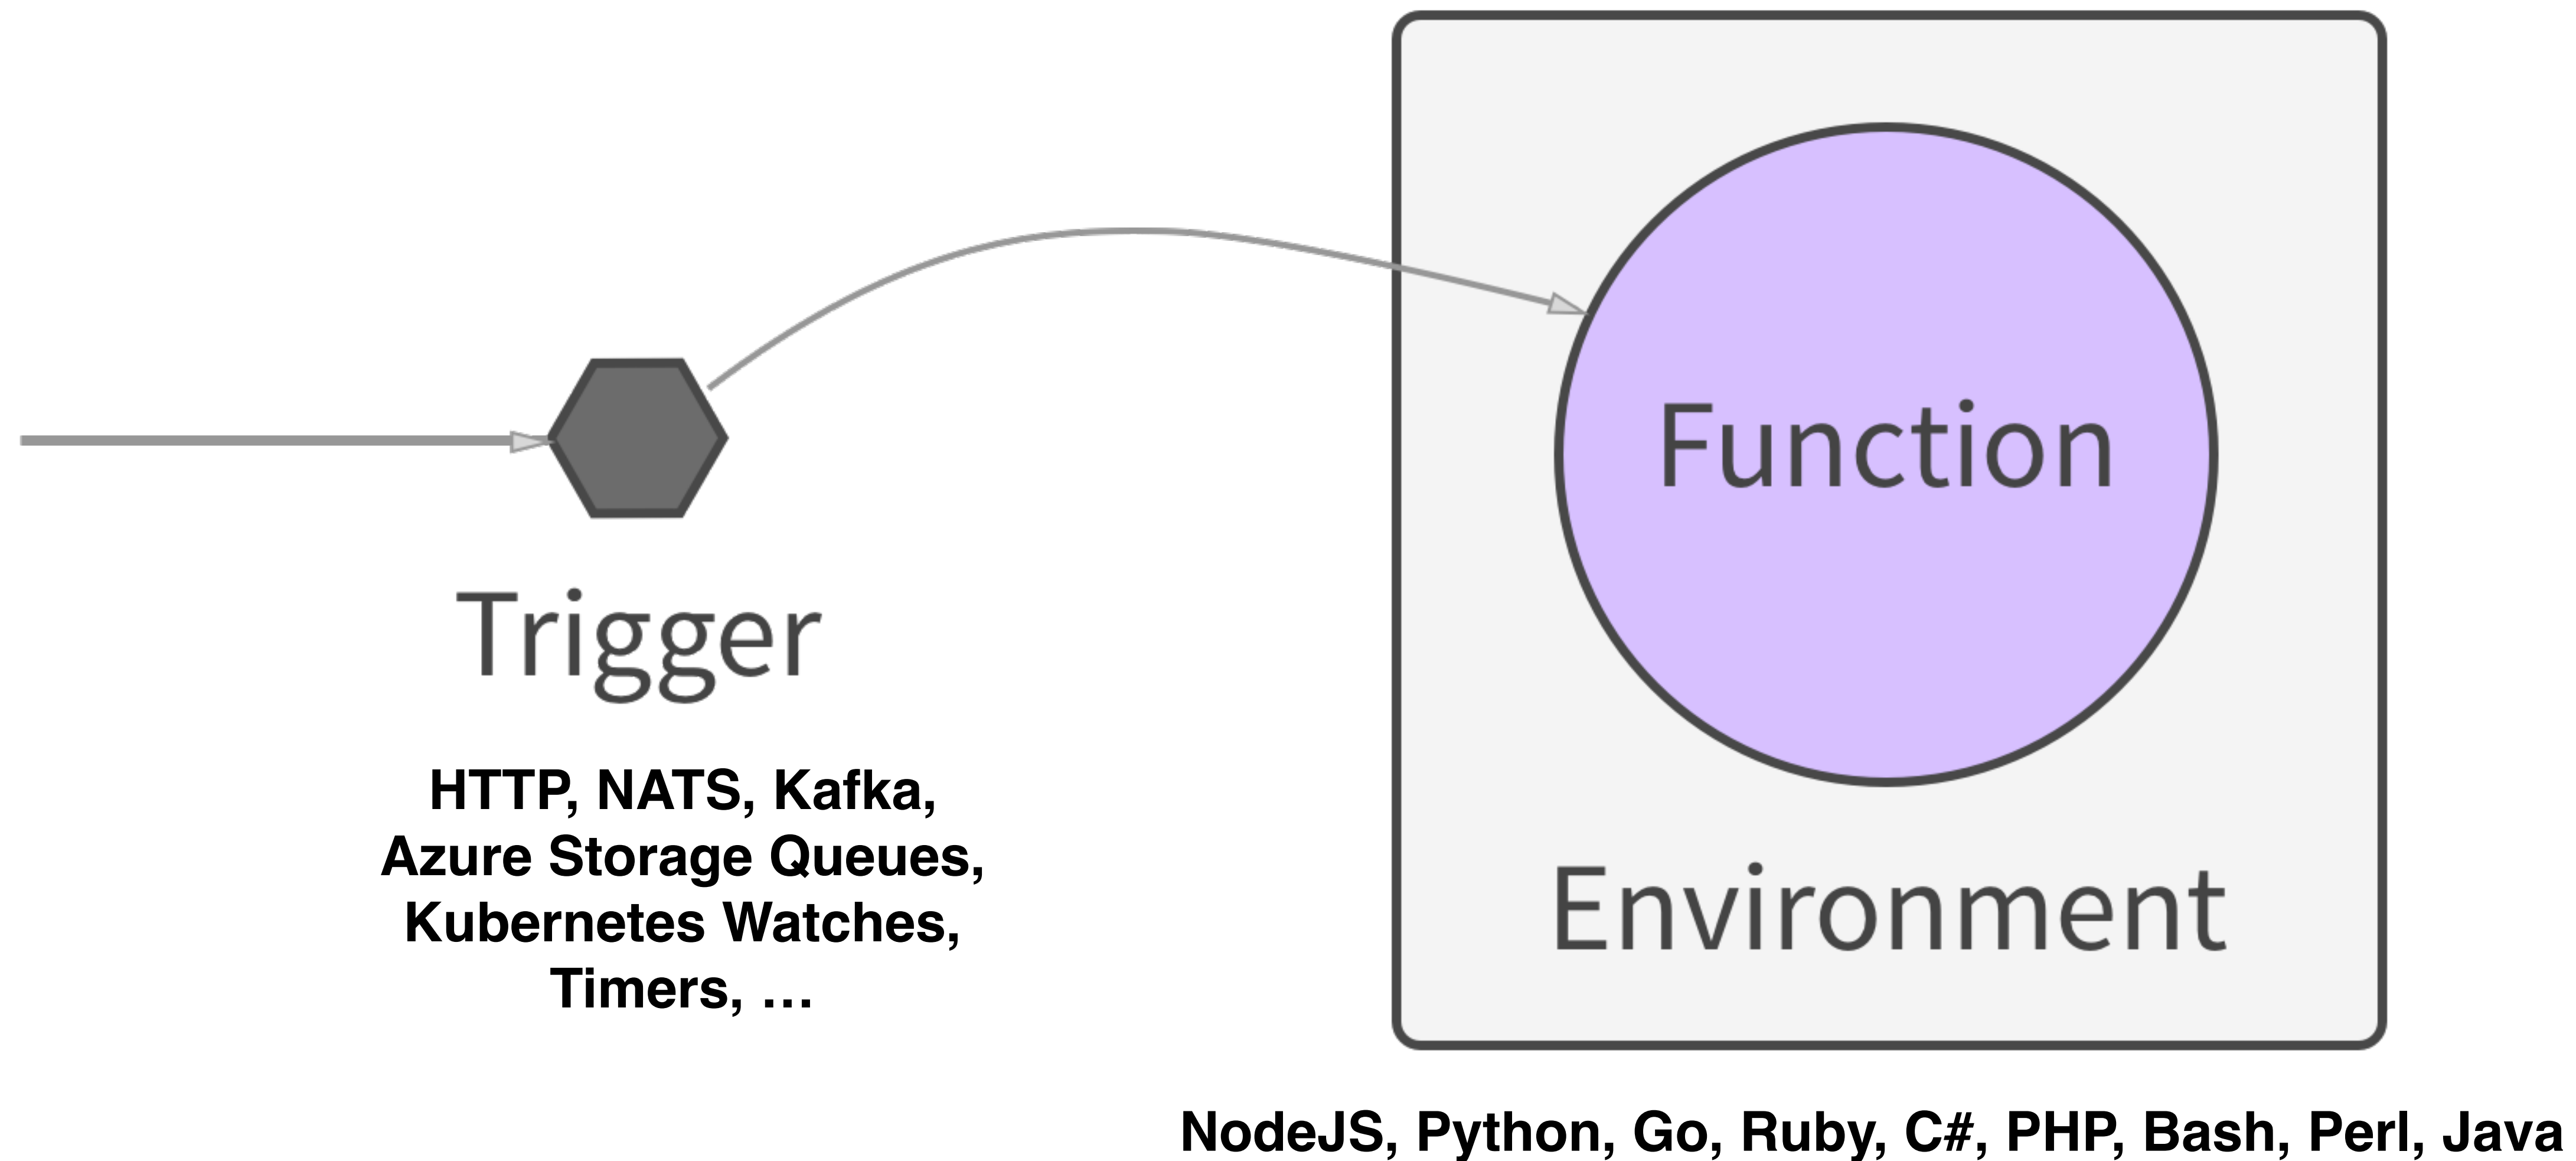 Function
Trigger
HTTP, NATS, Kafka,
Azure Storage Queues,
Kubernetes Watches,
Timers, …
Environment
NodeJS, Python, Go, Ruby, C#, PHP, Bash, Perl, Java